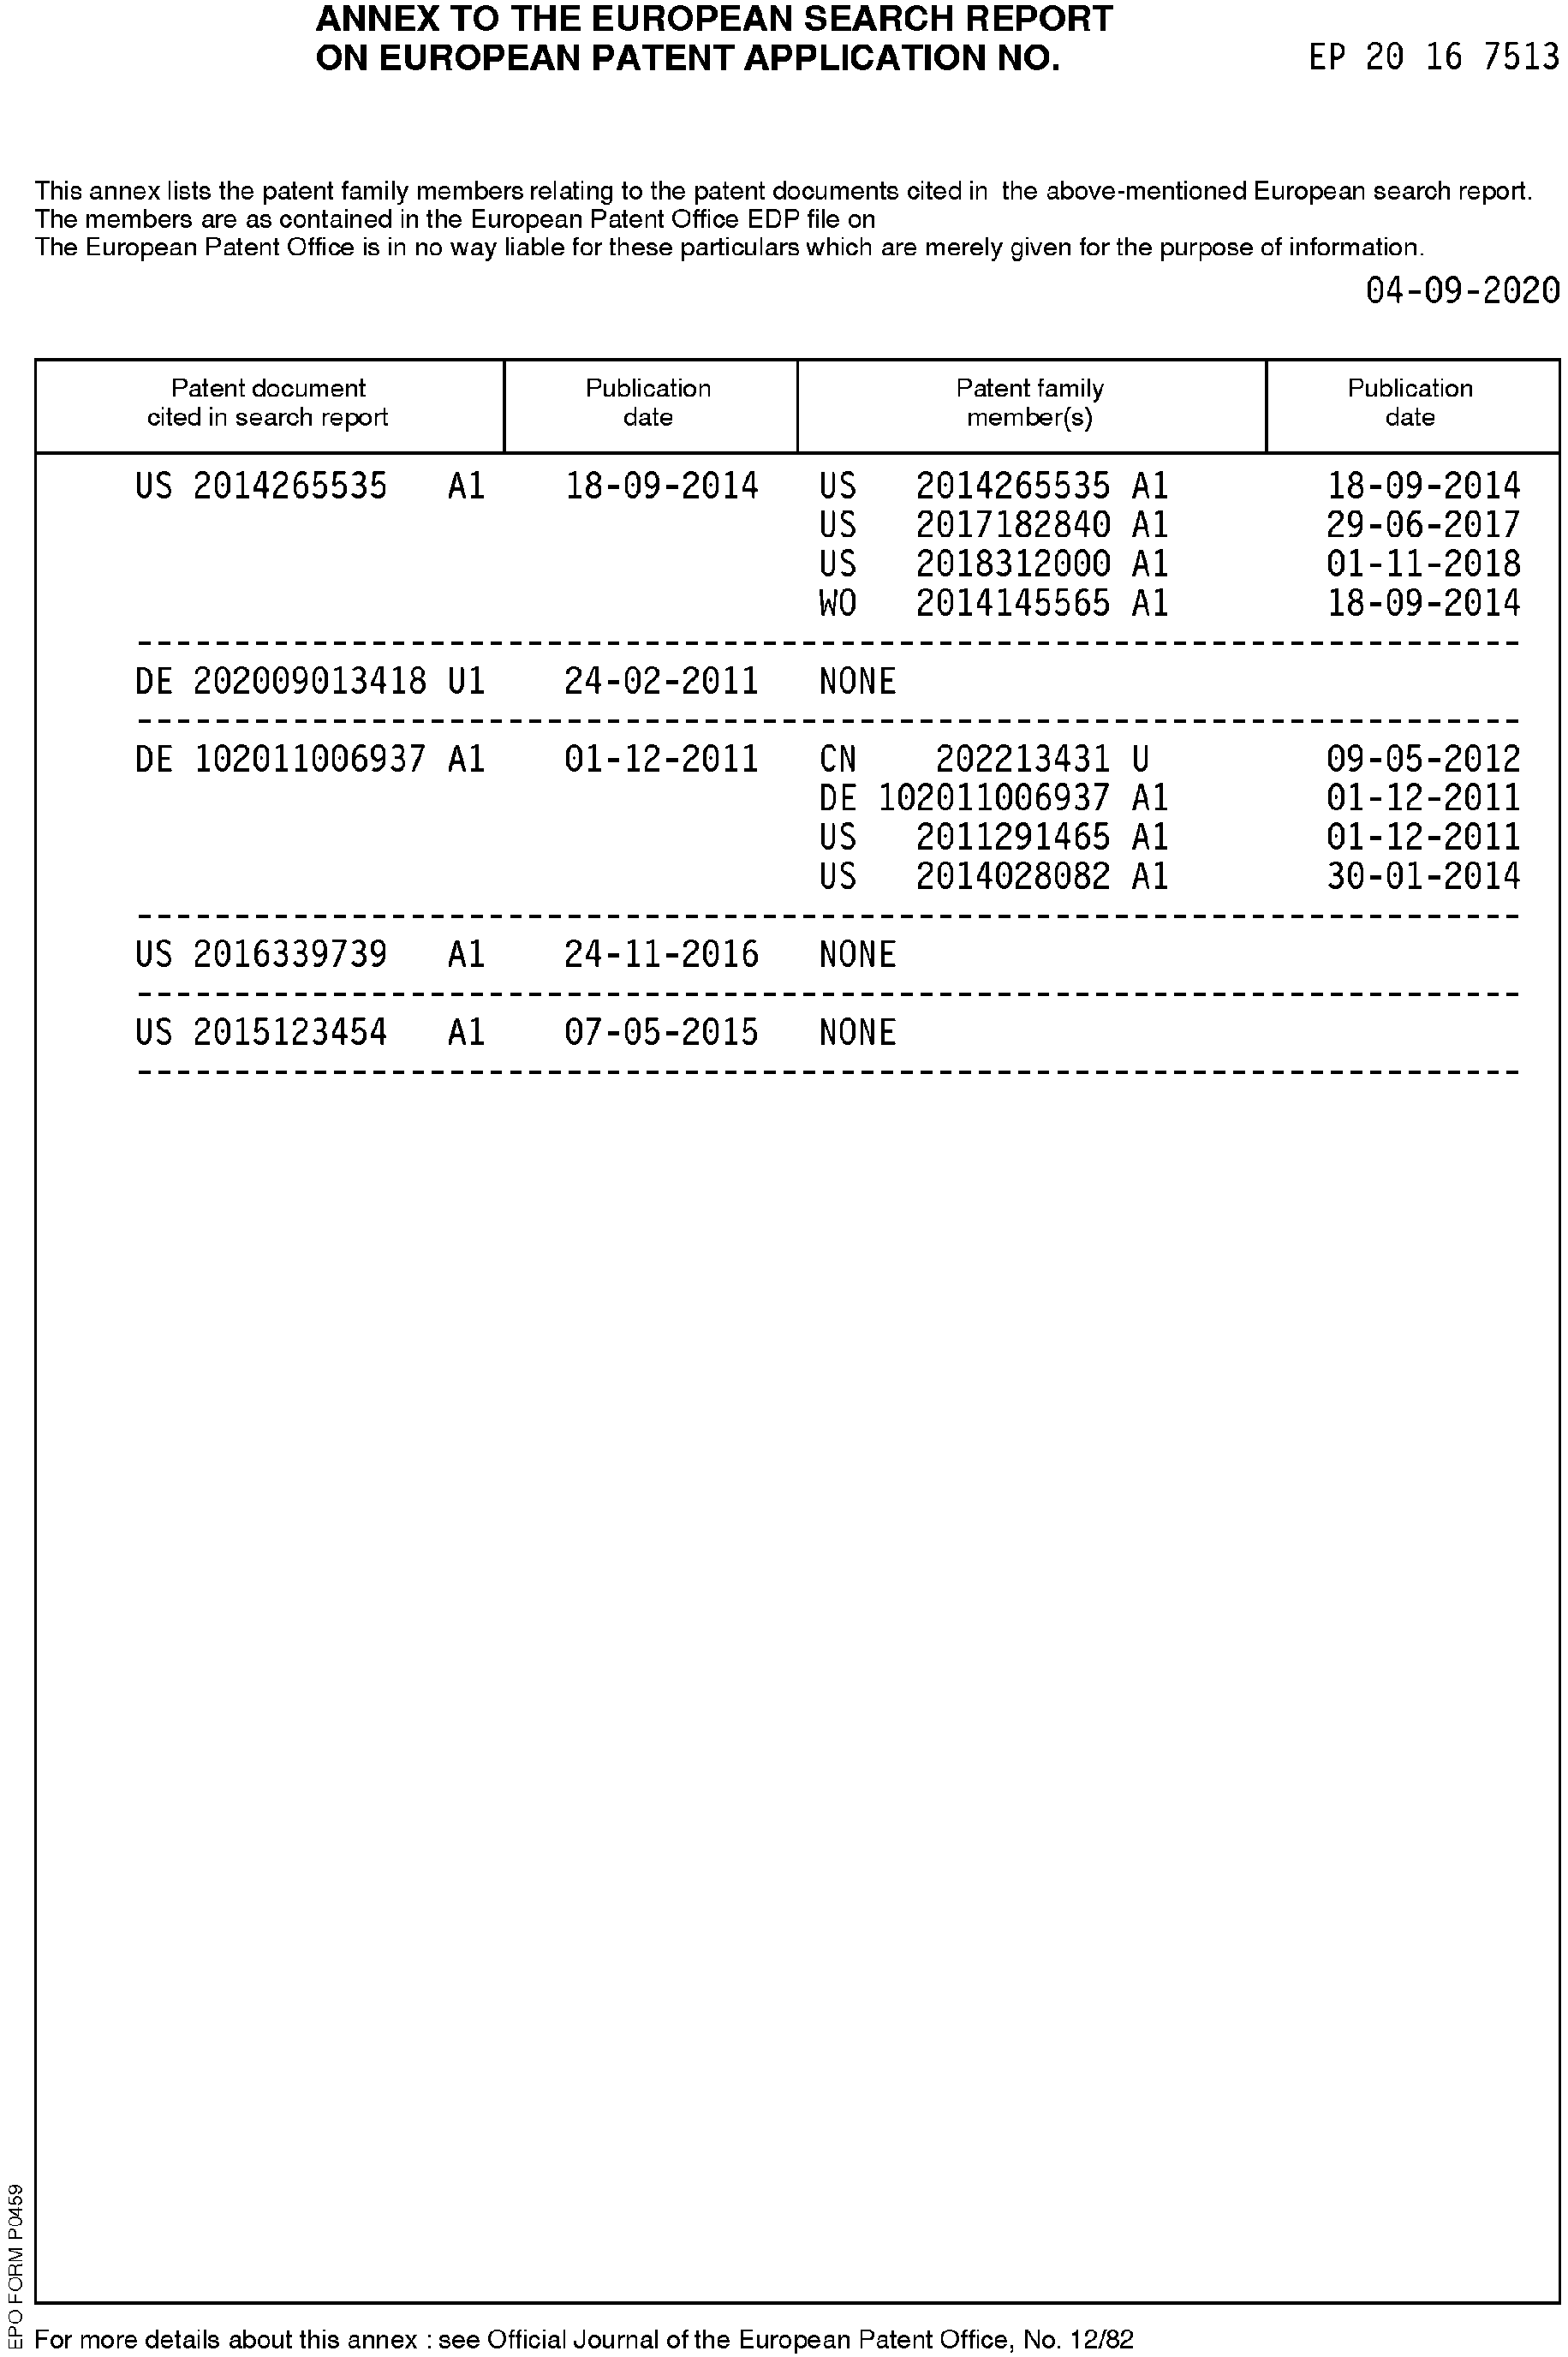 ANNEX TO THE EUROPEAN SEARCH REPORT
ON EUROPEAN PATENT APPLICATION NO. EP 20 16 7513
This annex lists the patent family members relating to the patent documents cited in the above-mentioned European search report.
The members are as contained in the European Patent Office EDP file on
The European Patent Office is in no way liable for these particulars which are merely given for the purpose of information.
04-09-2020
Patent document cited in search report Publication date Patent family member(s) Publication date
US 2014265535 A1 18-09-2014 US 2014265535 A1 18-09-2014
US 2017182840 A1 29-06-2017
US 2018312000 A1 01-11-2018
WO 2014145565 A1 18-09-2014
DE 202009013418 U1 24-02-2011 NONE
DE 102011006937 A1 01-12-2011 CN 202213431 U 09-05-2012
DE 102011006937 A1 01-12-2011
US 2011291465 A1 01-12-2011
US 2014028082 A1 30-01-2014
US 2016339739 A1 24-11-2016 NONE
US 2015123454 A1 07-05-2015 NONE
EPO FORM P0459
For more details about this annex : see Official Journal of the European Patent Office, No. 12/82